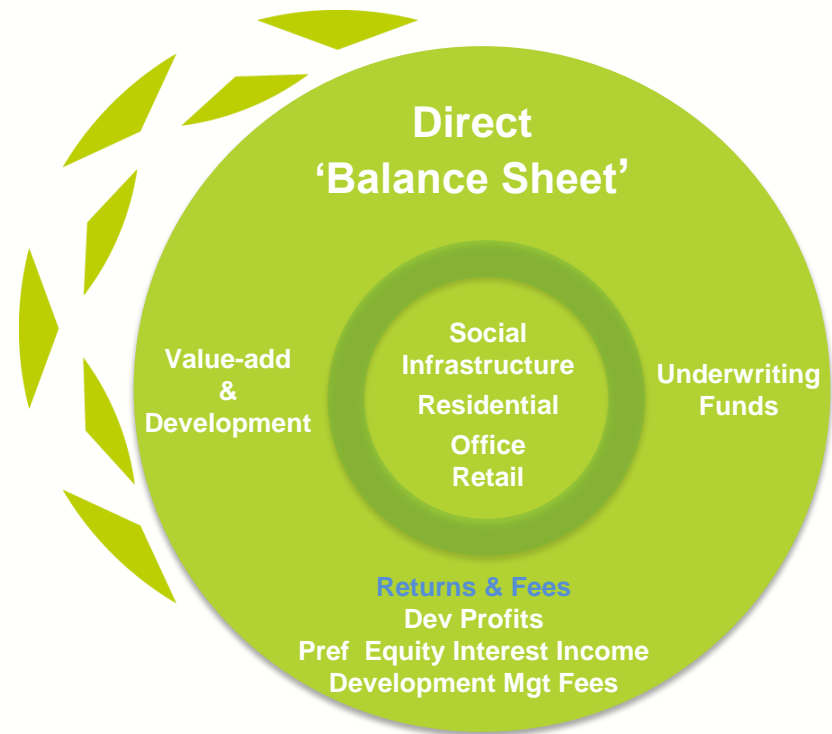 Direct
‘Balance Sheet’
Value-add
&
Development
Social
Infrastructure
Residential
Office
Retail
Underwriting
Funds
Returns & Fees
Dev Profits
Pref Equity Interest Income
Development Mgt Fees